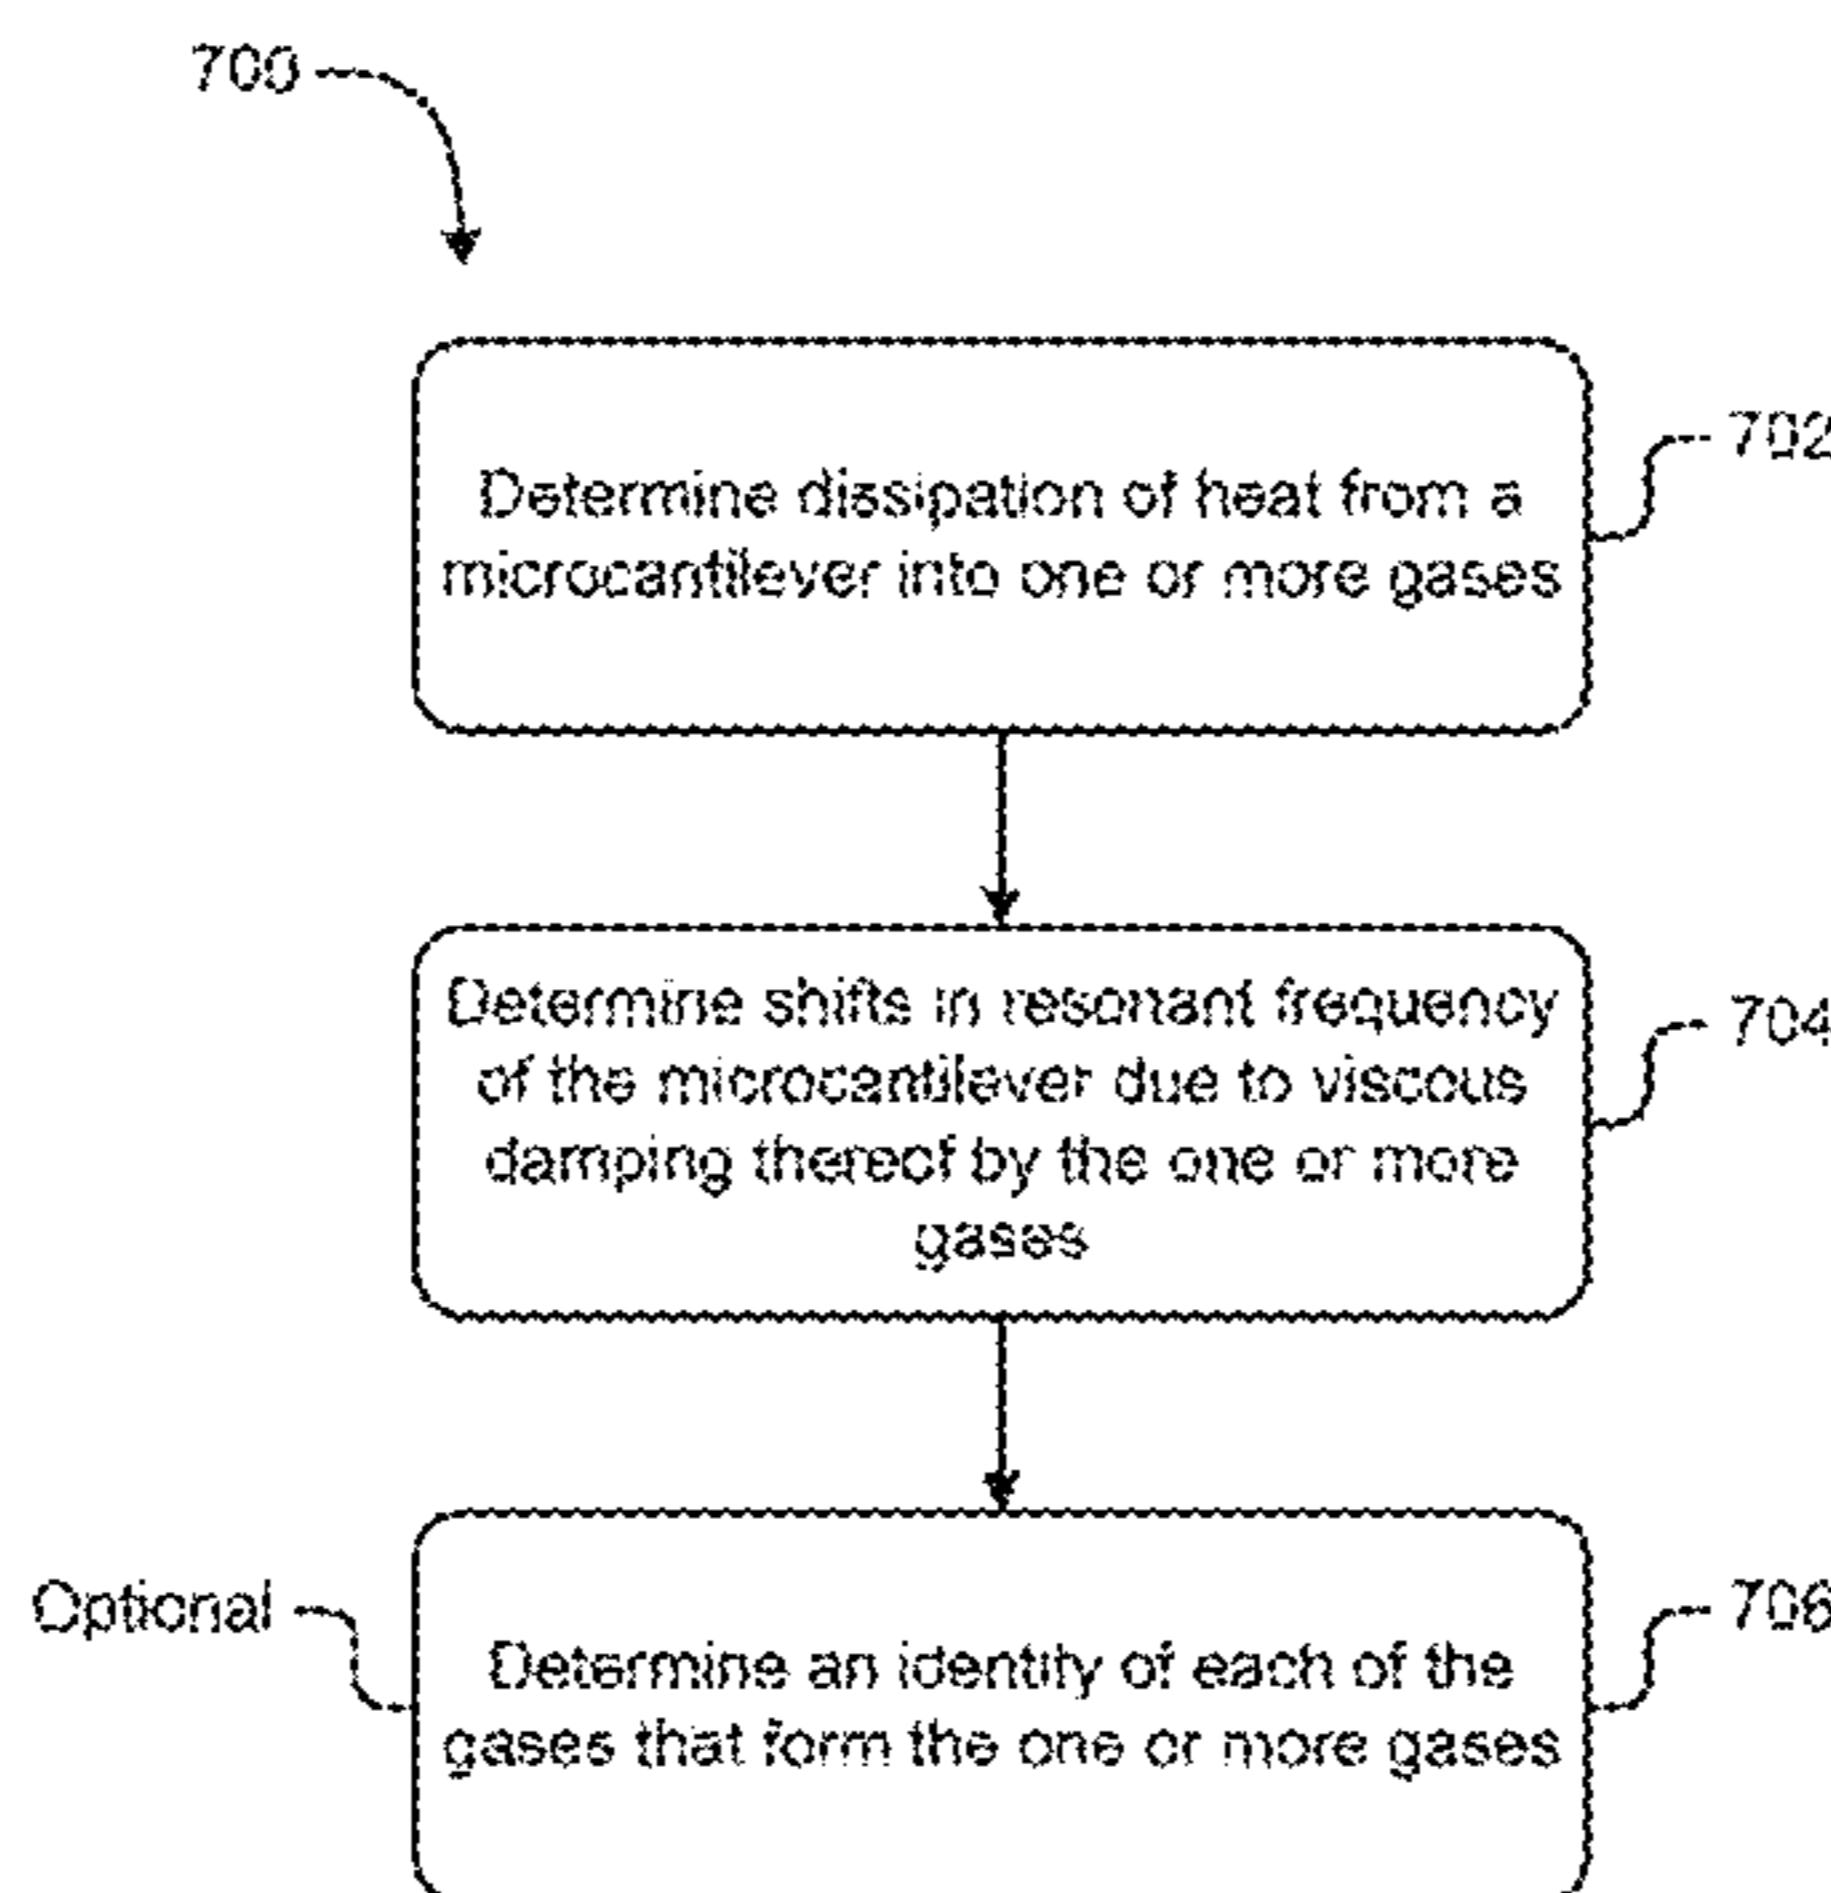 700
Determine dissipation of heat from a
microcantilever into one or more gases
702
Determine shifts in resonant frequency
of the microcantilever due to viscous
damping thereof by the one or more
gases
704
Optional
Determine an identity of each of the
gases that form the one or more gases
706